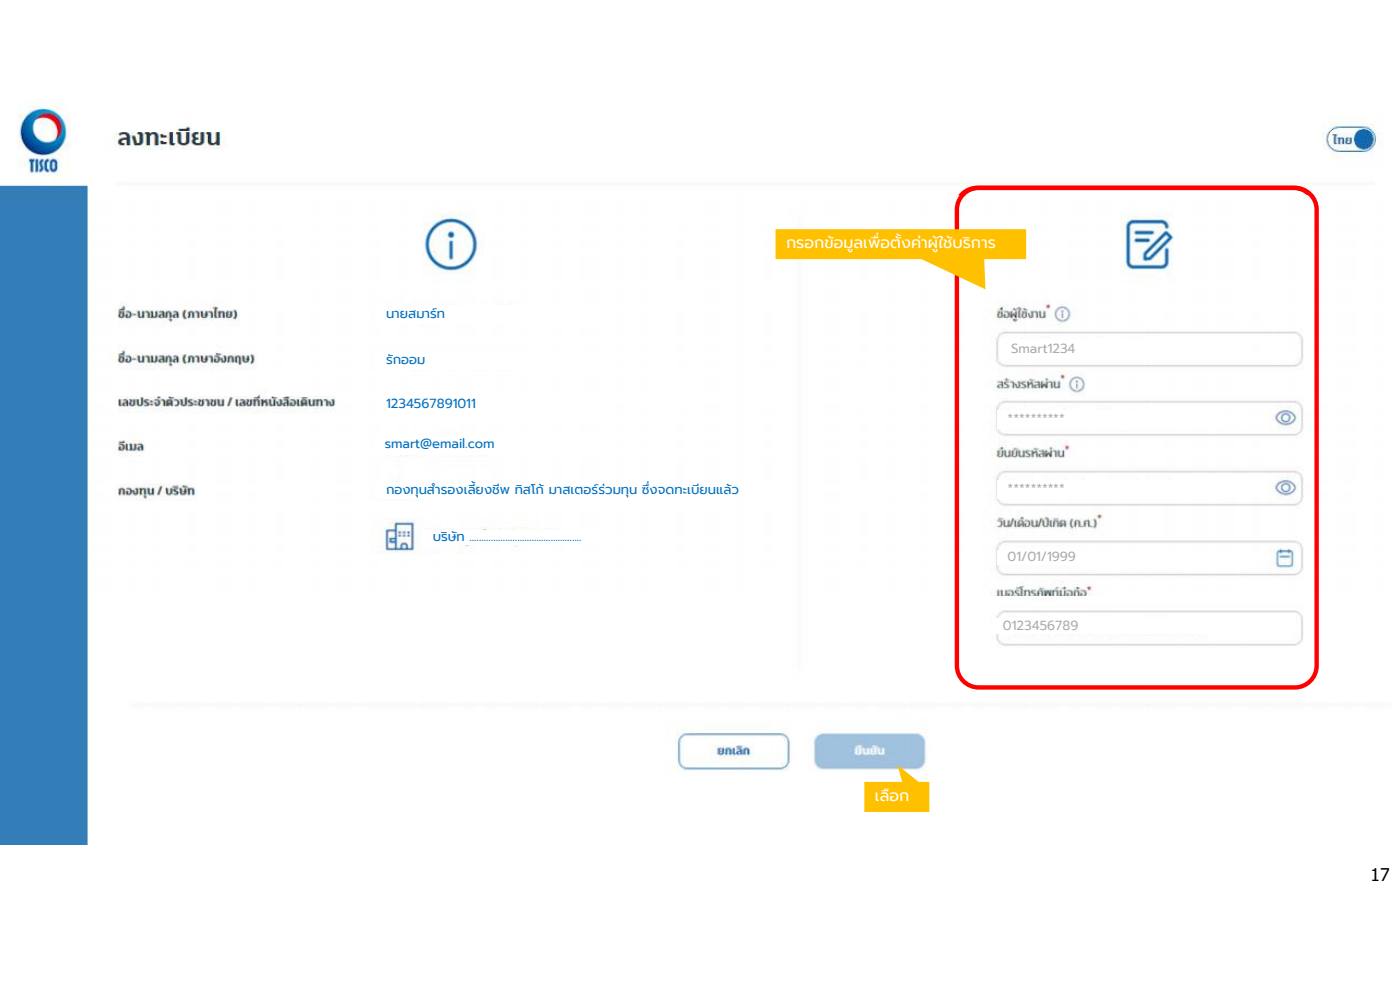 TISCO
ลงทะเบียน
ไทย
กรอกข้อมูลเพื่อตั้งค่าผู้ใช้บริการ
ชื่อ-นามสกุล (ภาษาไทย)
นายสมาร์ท
ชื่อ-นามสกุล (ภาษาอังกฤษ)
รักออม
เลขประจำตัวประชาชน / เลขที่หนังสือเดินทาง
1234567891011
อีเมล
smart@email.com
กองทุน / บริษัท
กองทุนสำรองเลี้ยงชีพ ทิสโก้ มาสเตอร์ร่วมทุน ซึ่งจดทะเบียนแล้ว
บริษัท ..........................................
ชื่อผู้ใช้งาน*
Smart1234
สร้างรหัสผ่าน*
**********
ยืนยันรหัสผ่าน*
**********
วัน/เดือน/ปีเกิด (ค.ศ.)*
01/01/1999
เบอร์โทรศัพท์มือถือ*
0123456789
ยกเลิก
ยืนยัน
เลือก
17